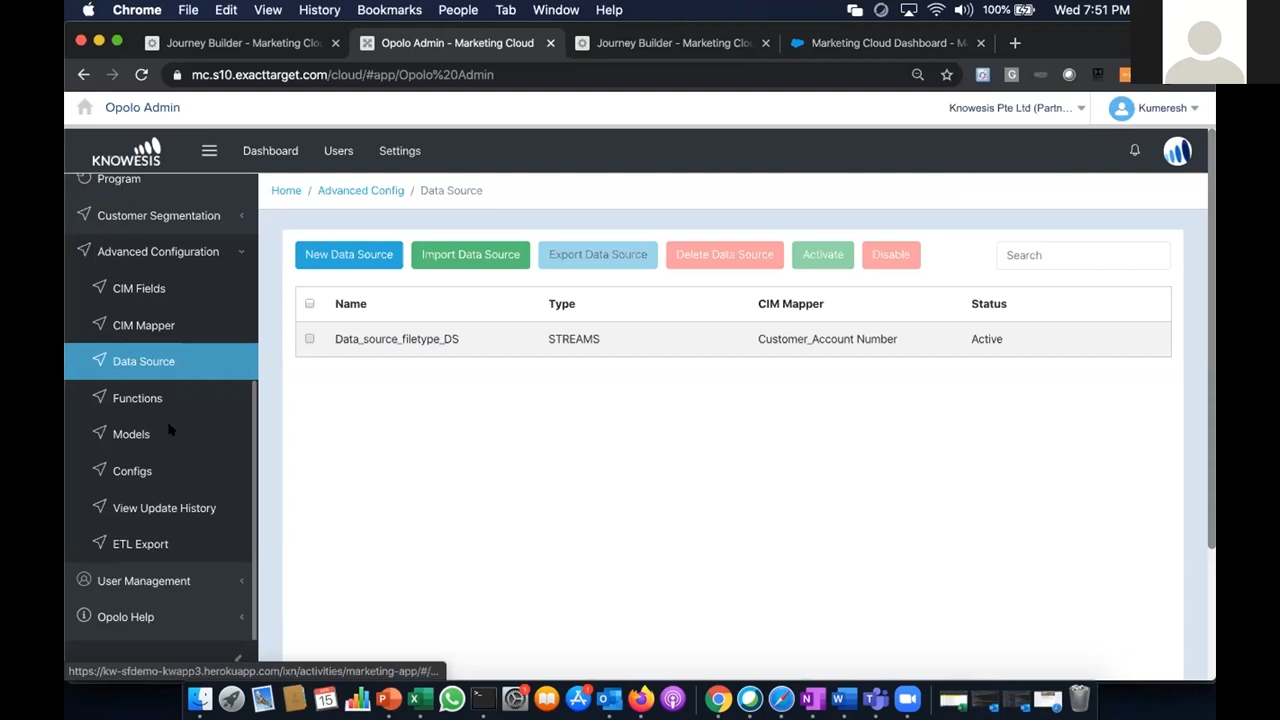 Chrome File Edit View History Bookmarks People Tab Window Help 100% Wed 7:51 PM
Journey Builder - Marketing Clo
Opolo Admin - Marketing Cloud
Journey Builder - Marketing Clo
Marketing Cloud Dashboard - M
mc.s10.exacttarget.com/cloud/#app/Opolo%20Admin
Opolo Admin
Knowesis Pte Ltd (Partn...
Kumeresh
KNOWESIS
Dashboard
Users
Settings
Program
Customer Segmentation
Advanced Configuration
CIM Fields
CIM Mapper
Data Source
Functions
Models
Configs
View Update History
ETL Export
User Management
Opolo Help
Home / Advanced Config / Data Source
New Data Source
Import Data Source
Export Data Source
Delete Data Source
Activate
Disable
Search
Name Type CIM Mapper Status
Data_source_filetype_DS STREAMS Customer_Account Number Active
https://kw-sfdemo-kwapp3.herokuapp.com/ixn/activities/marketing-app/#/...
15